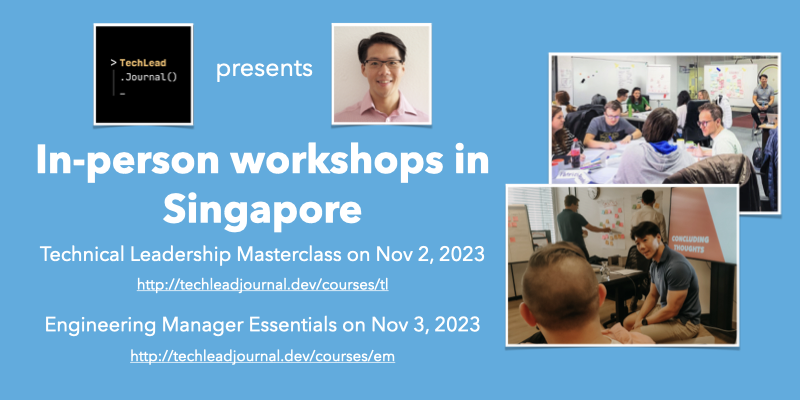 > TechLead
.Journal()
_
presents
In-person workshops in
Singapore
Technical Leadership Masterclass on Nov 2, 2023
http://techleadjournal.dev/courses/tl
Engineering Manager Essentials on Nov 3, 2023
http://techleadjournal.dev/courses/em
CONCLUDING
THOUGHTS